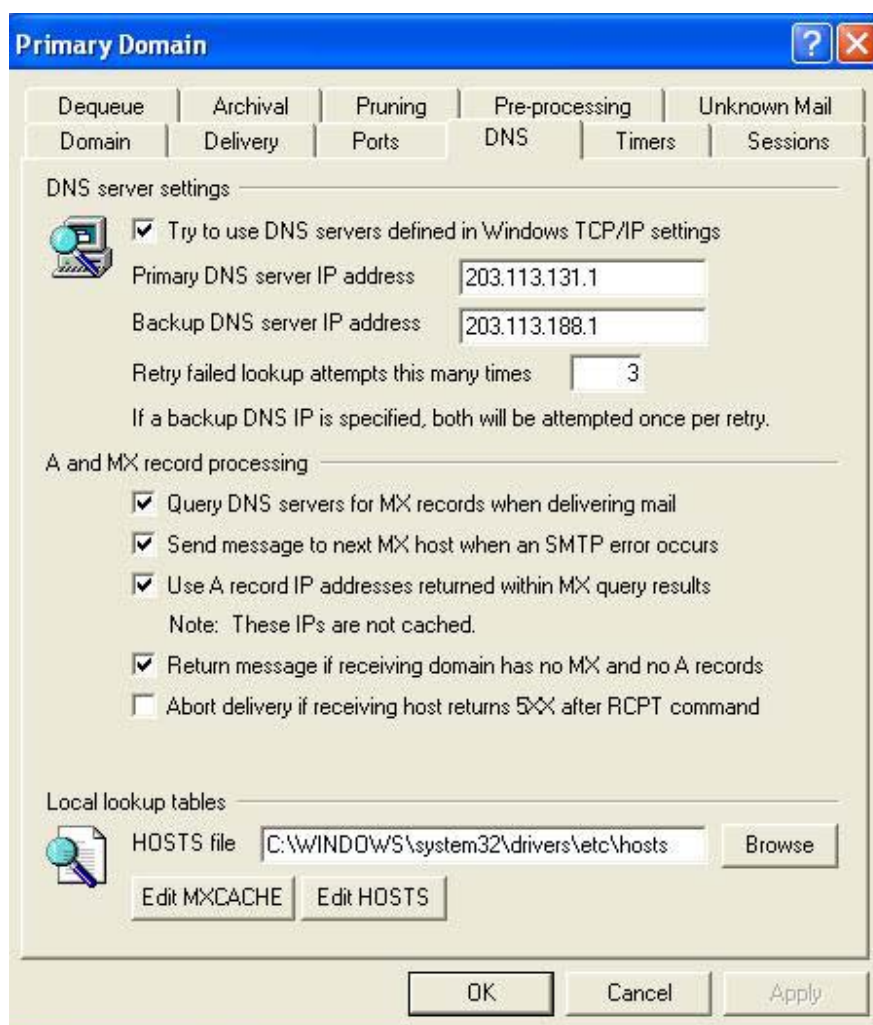 Primary Domain
Dequeue Archival Pruning Pre-processing Unknown Mail
Domain Delivery Ports DNS Timers Sessions
DNS server settings
Try to use DNS servers defined in Windows TCP/IP settings
Primary DNS server IP address 203.113.131.1
Backup DNS server IP address 203.113.188.1
Retry failed lookup attempts this many times 3
If a backup DNS IP is specified, both will be attempted once per retry.
A and MX record processing
Query DNS servers for MX records when delivering mail
Send message to next MX host when an SMTP error occurs
Use A record IP addresses returned within MX query results
Note: These IPs are not cached.
Return message if receiving domain has no MX and no A records
Abort delivery if receiving host returns 5XX after RCPT command
Local lookup tables
HOSTS file C:\WINDOWS\system32\drivers\etc\hosts Browse
Edit MXCACHE Edit HOSTS
OK Cancel Apply